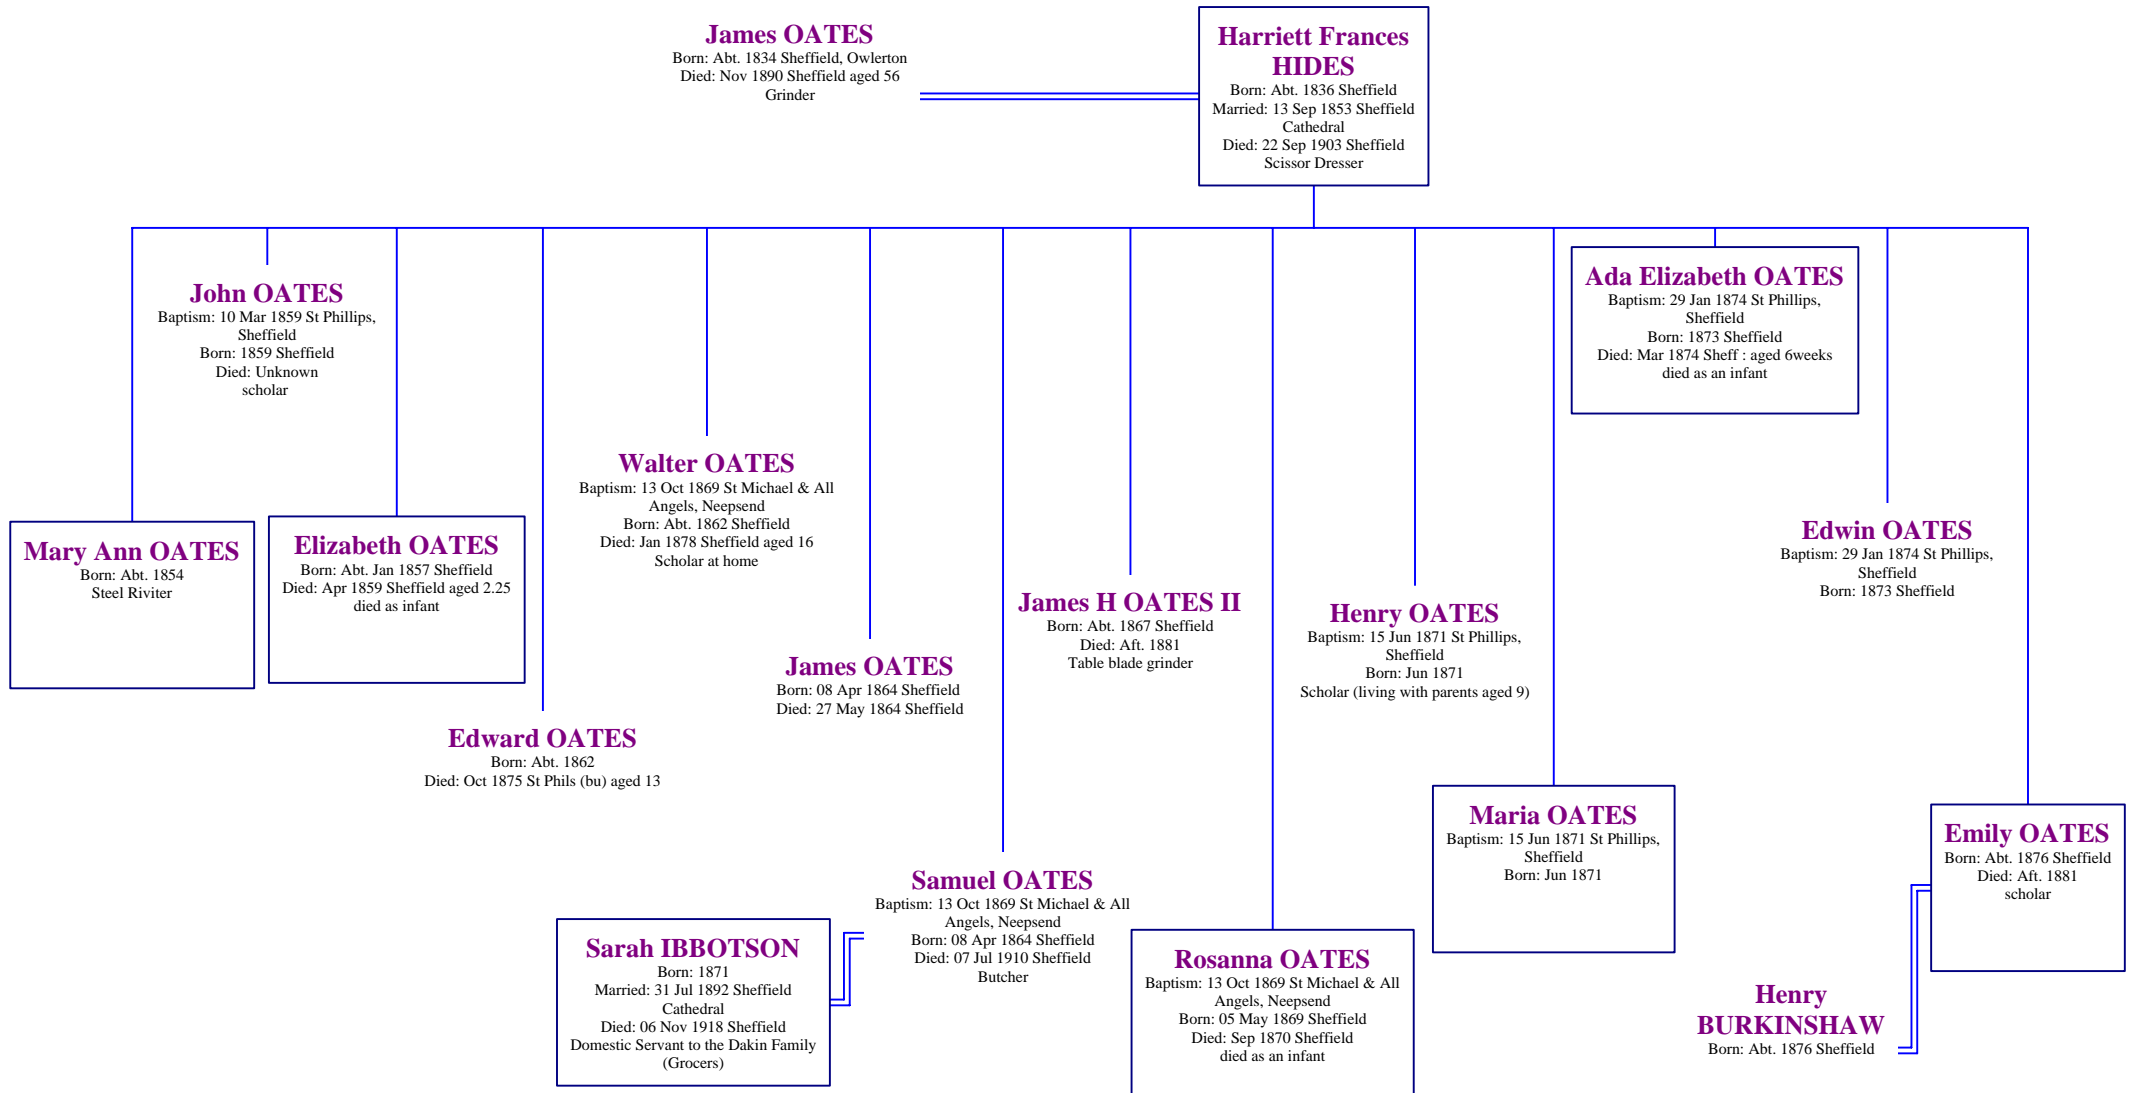 James OATES
Born: Abt. 1834 Sheffield, Owlerton
Died: Nov 1890 Sheffield aged 56
Grinder
Harriett Frances
HIDES
Born: Abt. 1836 Sheffield
Married: 13 Sep 1853 Sheffield
Cathedral
Died: 22 Sep 1903 Sheffield
Scissor Dresser
Mary Ann OATES
Born: Abt. 1854
Steel Riviter
John OATES
Baptism: 10 Mar 1859 St Phillips,
Sheffield
Born: 1859 Sheffield
Died: Unknown
scholar
Elizabeth OATES
Born: Abt. Jan 1857 Sheffield
Died: Apr 1859 Sheffield aged 2.25
died as infant
Edward OATES
Born: Abt. 1862
Died: Oct 1875 St Phils (bu) aged 13
Walter OATES
Baptism: 13 Oct 1869 St Michael & All
Angels, Neepsend
Born: Abt. 1862 Sheffield
Died: Jan 1878 Sheffield aged 16
Scholar at home
James OATES
Born: 08 Apr 1864 Sheffield
Died: 27 May 1864 Sheffield
Samuel OATES
Baptism: 13 Oct 1869 St Michael & All
Angels, Neepsend
Born: 08 Apr 1864 Sheffield
Died: 07 Jul 1910 Sheffield
Butcher
Sarah IBBOTSON
Born: 1871
Married: 31 Jul 1892 Sheffield
Cathedral
Died: 06 Nov 1918 Sheffield
Domestic Servant to the Dakin Family
(Grocers)
James H OATES II
Born: Abt. 1867 Sheffield
Died: Aft. 1881
Table blade grinder
Rosanna OATES
Baptism: 13 Oct 1869 St Michael & All
Angels, Neepsend
Born: 05 May 1869 Sheffield
Died: Sep 1870 Sheffield
died as an infant
Henry OATES
Baptism: 15 Jun 1871 St Phillips,
Sheffield
Born: Jun 1871
Scholar (living with parents aged 9)
Maria OATES
Baptism: 15 Jun 1871 St Phillips,
Sheffield
Born: Jun 1871
Ada Elizabeth OATES
Baptism: 29 Jan 1874 St Phillips,
Sheffield
Born: 1873 Sheffield
Died: Mar 1874 Sheff : aged 6weeks
died as an infant
Edwin OATES
Baptism: 29 Jan 1874 St Phillips,
Sheffield
Born: 1873 Sheffield
Emily OATES
Born: Abt. 1876 Sheffield
Died: Aft. 1881
scholar
Henry
BURKINSHAW
Born: Abt. 1876 Sheffield